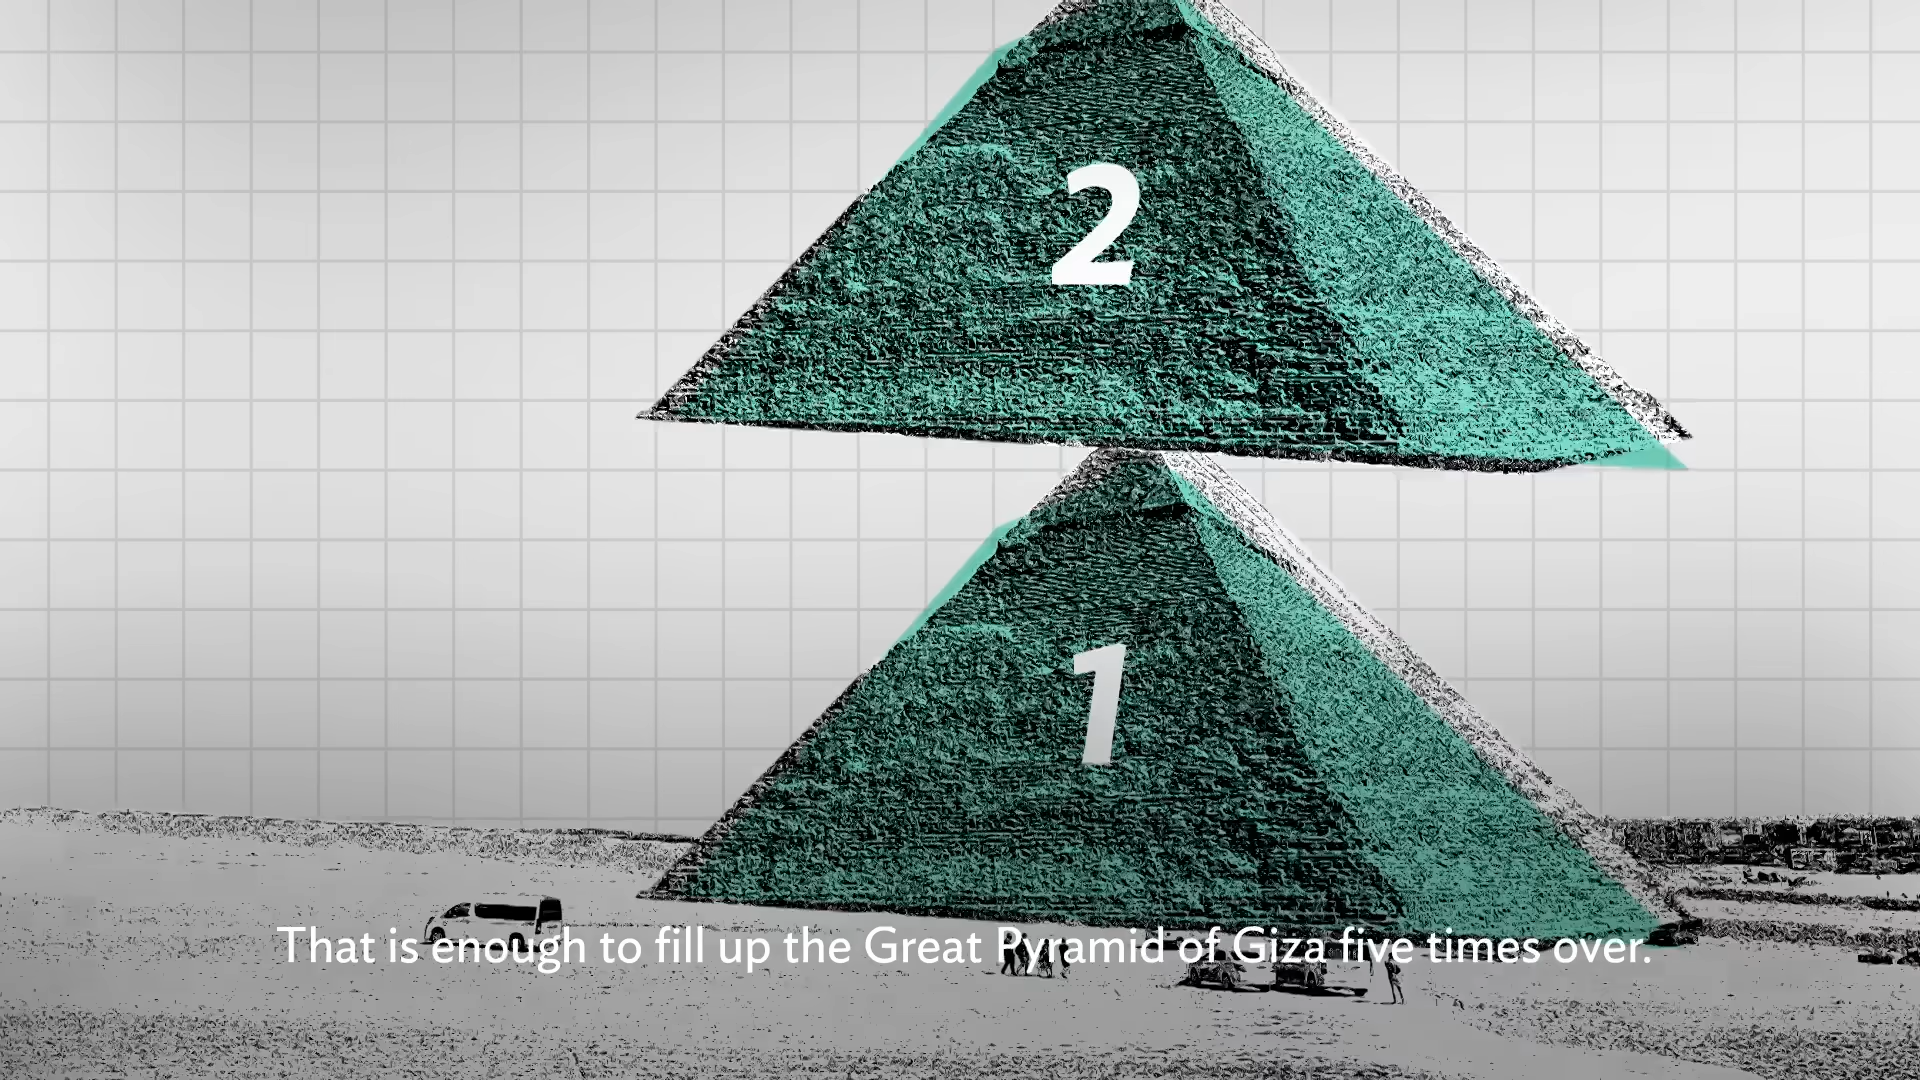 2
1
That is enough to fill up the Great Pyramid of Giza five times over.